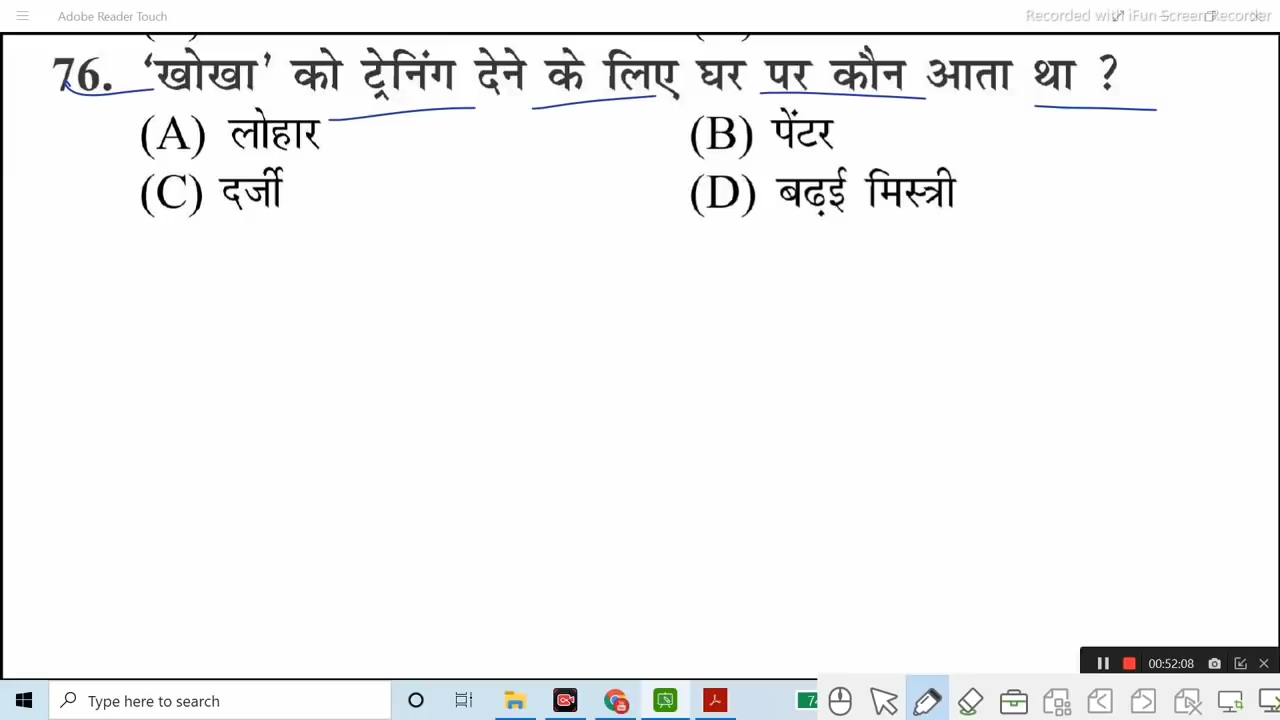 Adobe Reader Touch
Recorded with iFun Screen Recorder
76. ‘खोखा’ को ट्रेनिंग देने के लिए घर पर कौन आता था ?
(A) लोहार (B) पेंटर
(C) दर्जी (D) बढ़ई मिस्त्री
00:52:08
Type here to search